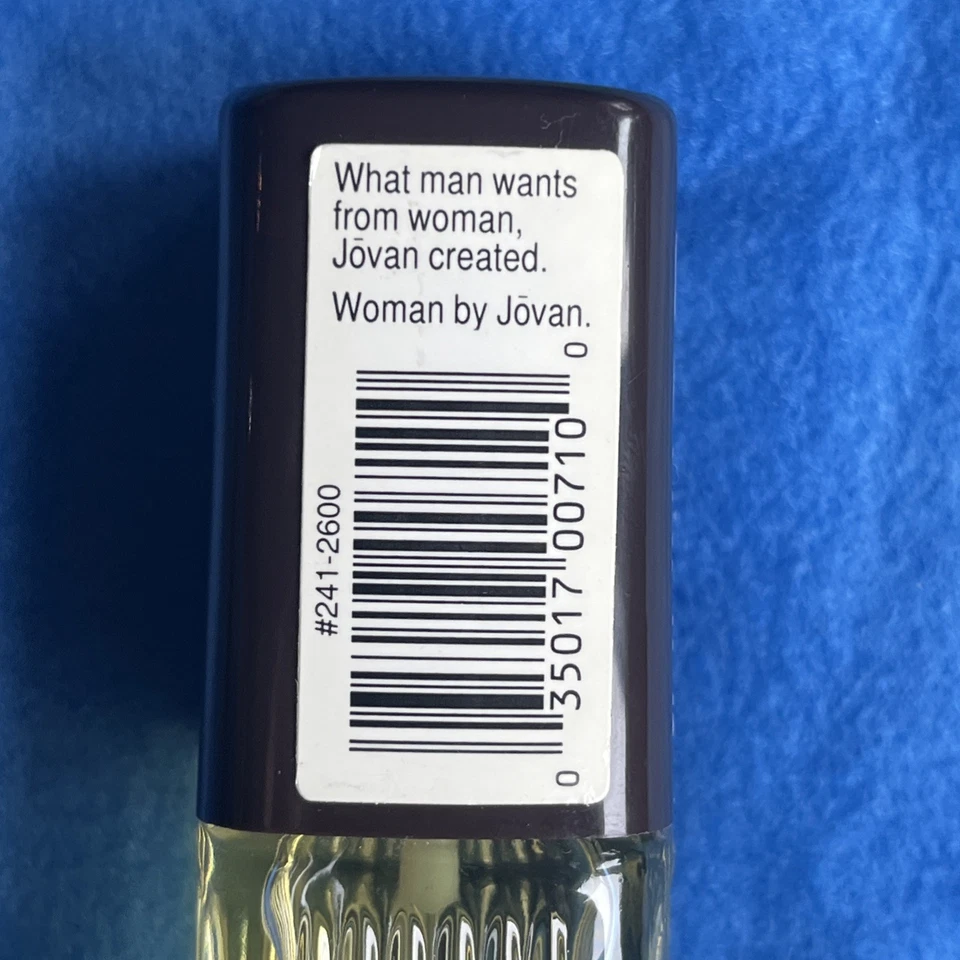 What man wants
from woman,
Jōvan created.
Woman by Jōvan.
#241-2600
0 35017 00710 0